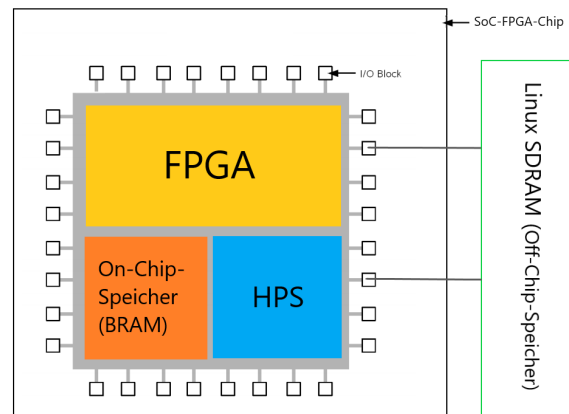 SoC-FPGA-Chip
I/O Block
FPGA
On-Chip-
Speicher
(BRAM)
HPS
Linux SDRAM (Off-Chip-Speicher)